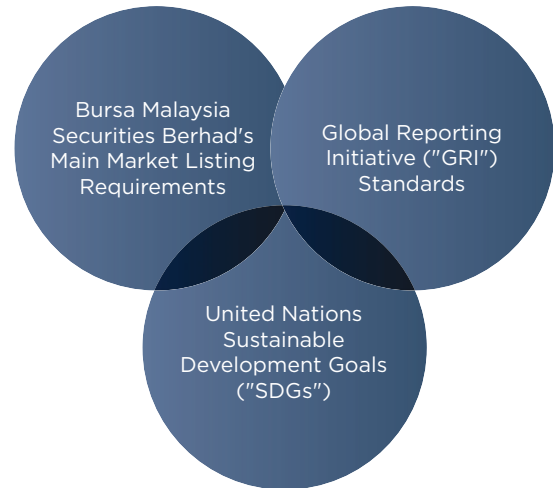 Bursa Malaysia
Securities Berhad's
Main Market Listing
Requirements
Global Reporting
Initiative ("GRI")
Standards
United Nations
Sustainable
Development Goals
("SDGs")